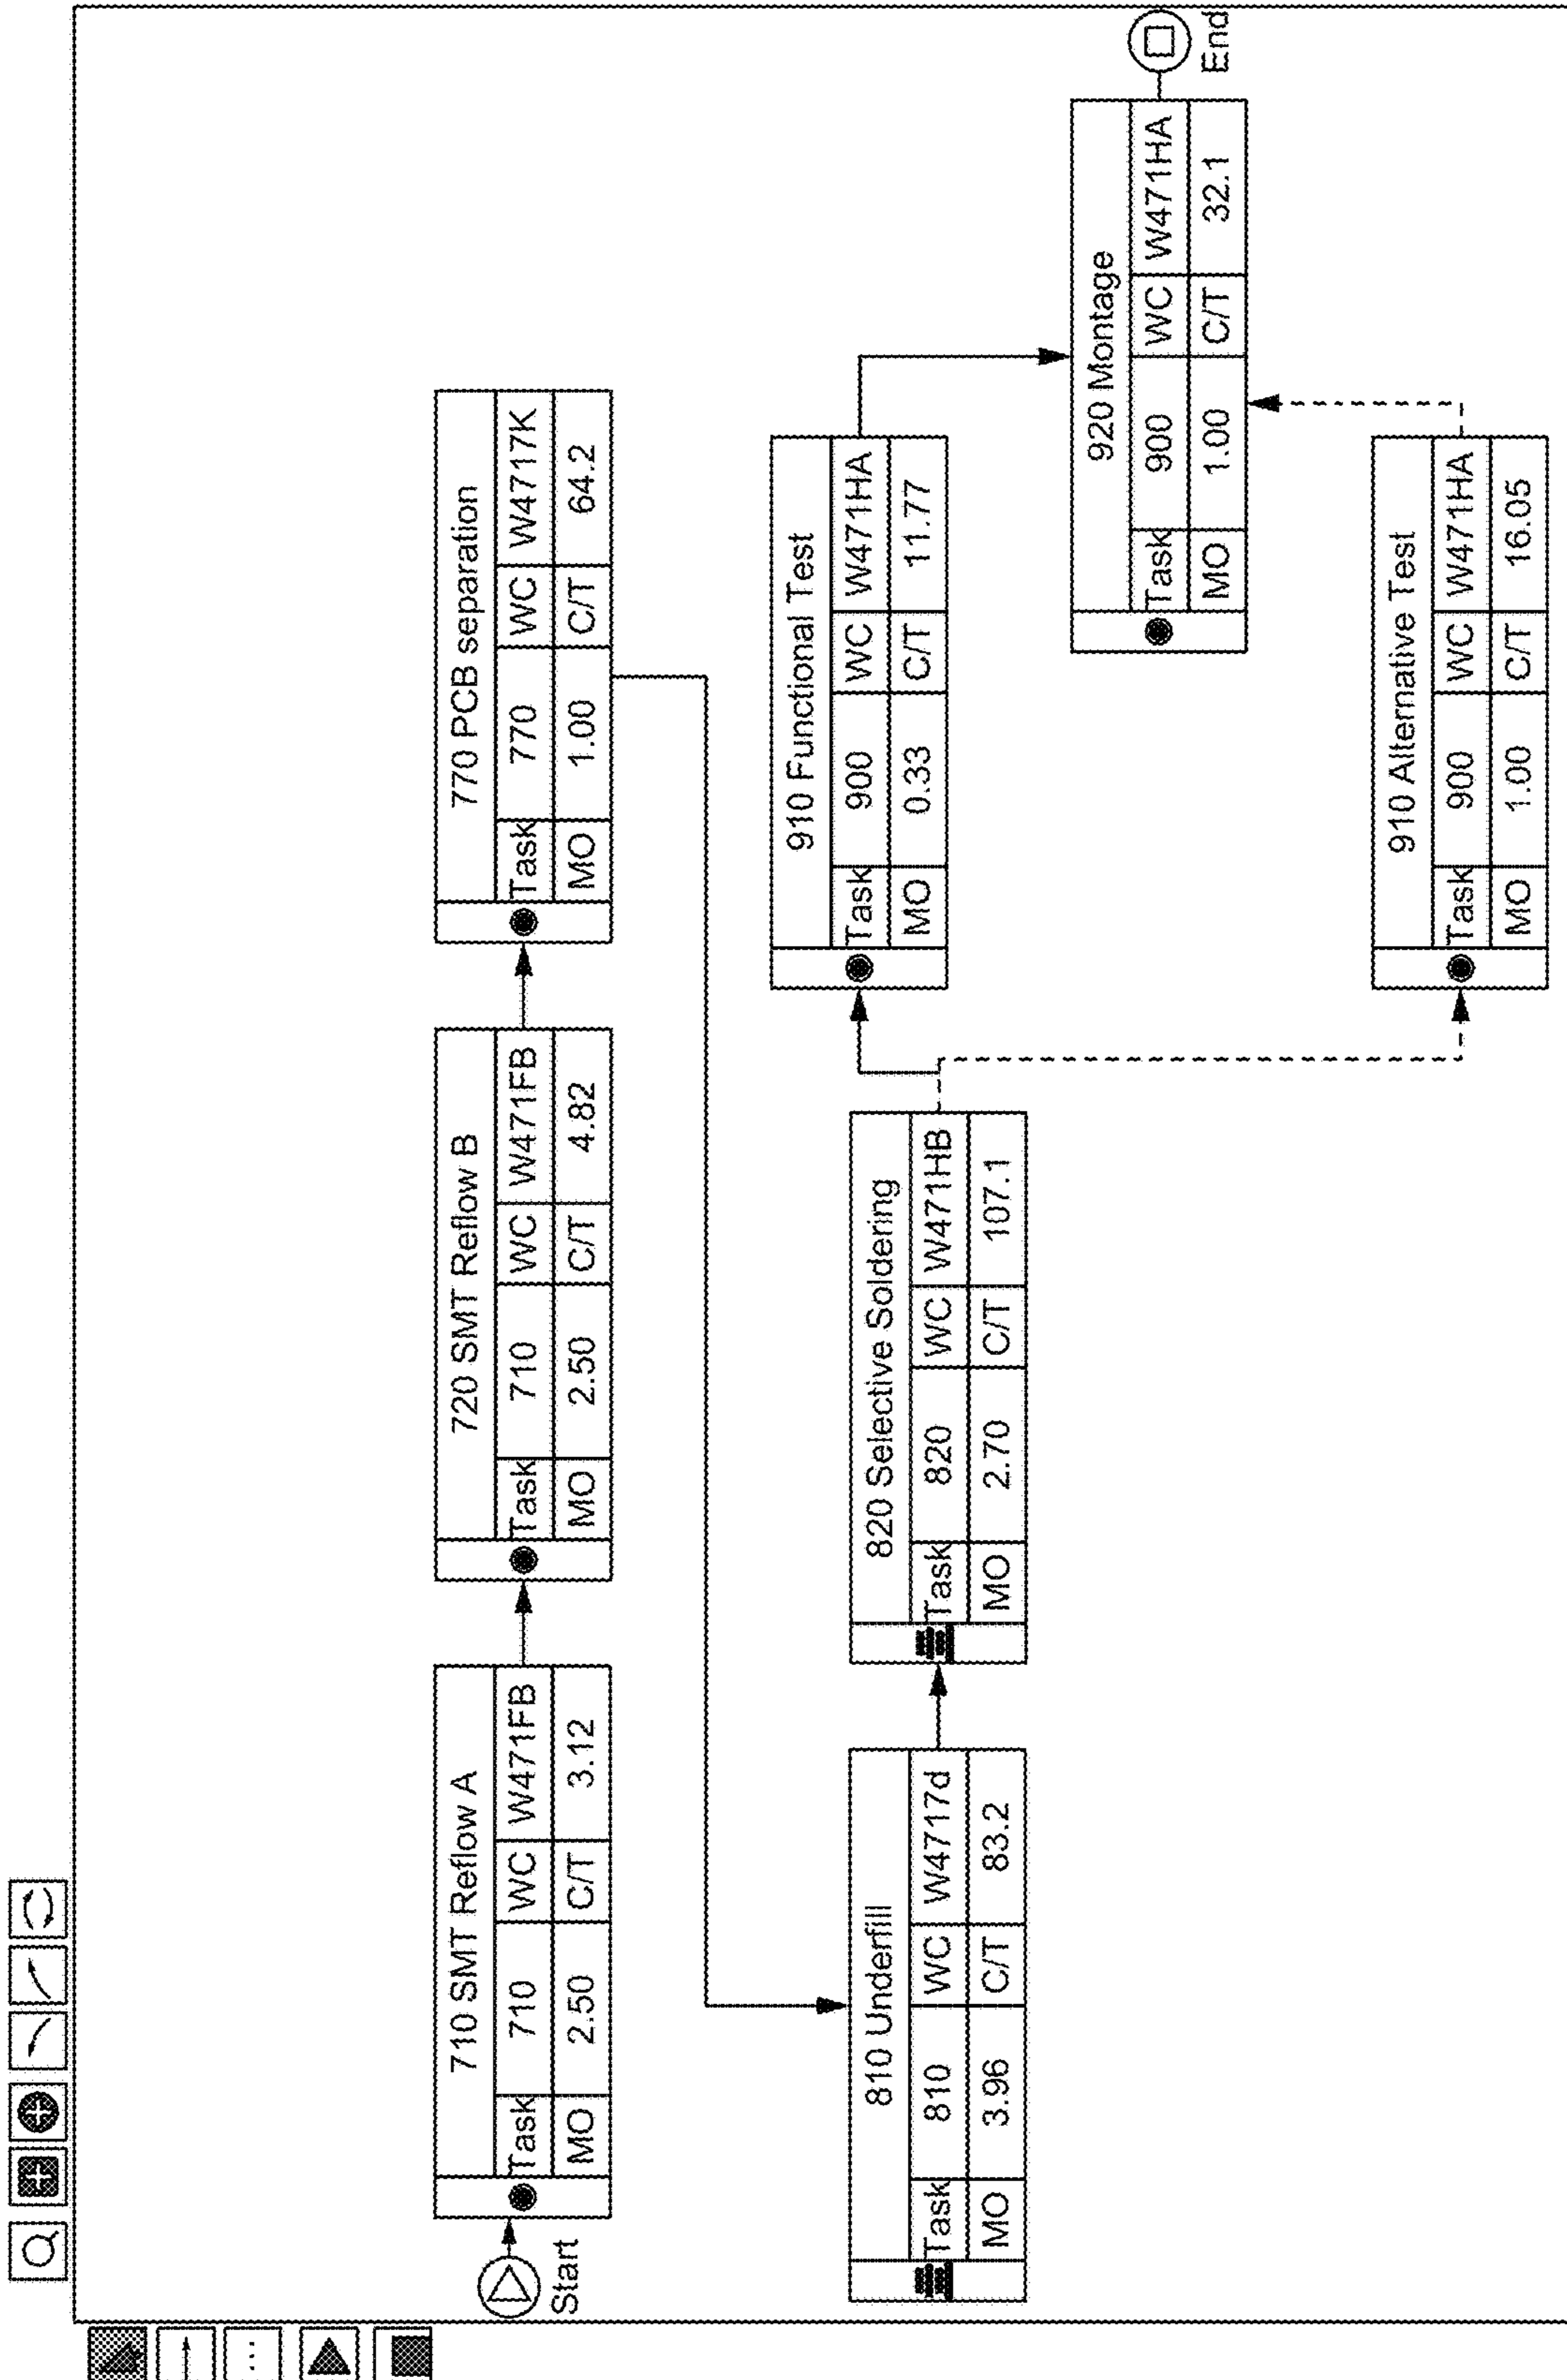 Start
710 SMT Reflow A
Task 710 WC W471FB
MO 2.50 C/T 3.12
720 SMT Reflow B
Task 710 WC W471FB
MO 2.50 C/T 4.82
770 PCB separation
Task 770 WC W4717K
MO 1.00 C/T 64.2
810 Underfill
Task 810 WC W4717d
MO 3.96 C/T 83.2
820 Selective Soldering
Task 820 WC W471HB
MO 2.70 C/T 107.1
910 Functional Test
Task 900 WC W471HA
MO 0.33 C/T 11.77
920 Montage
Task 900 WC W471HA
MO 1.00 C/T 32.1
End
910 Alternative Test
Task 900 WC W471HA
MO 1.00 C/T 16.05